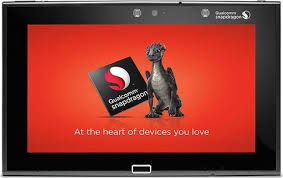 Qualcomm
snapdragon
Qualcomm
snapdragon
At the heart of devices you love